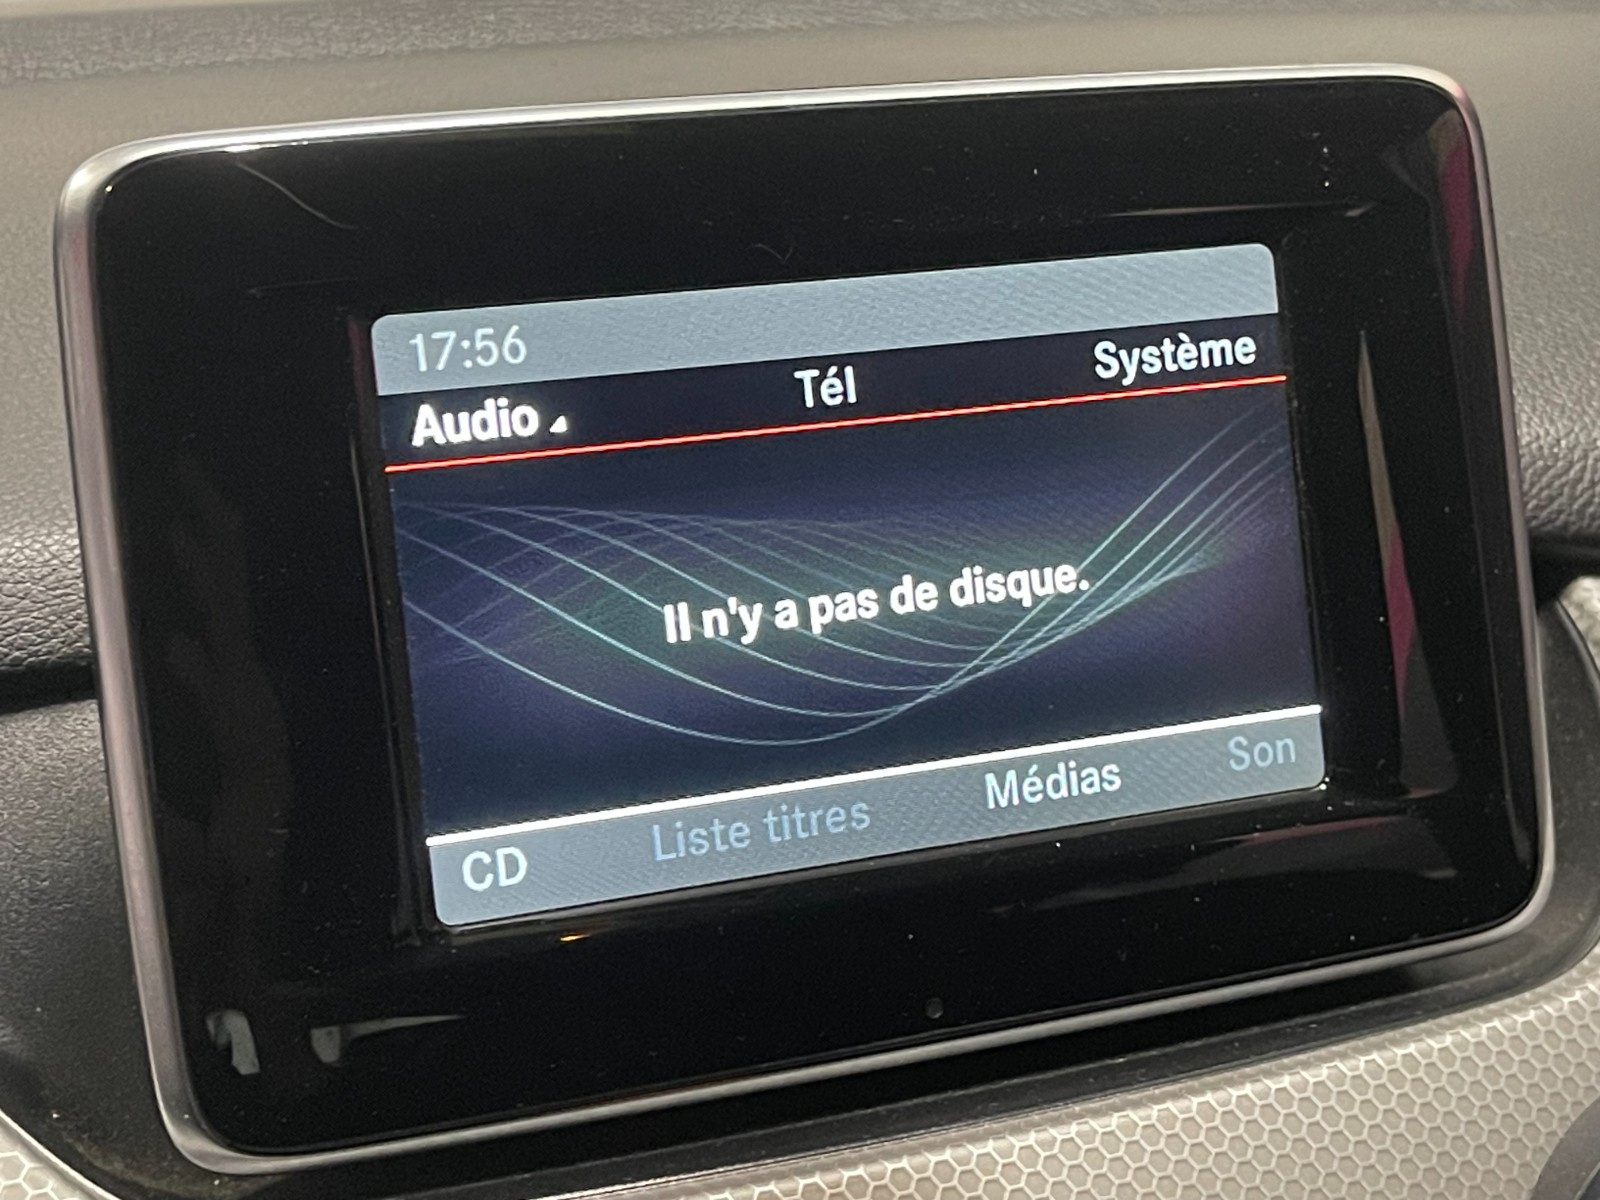 17:56
Audio Tél Système
Il n'y a pas de disque.
CD Liste titres Médias Son